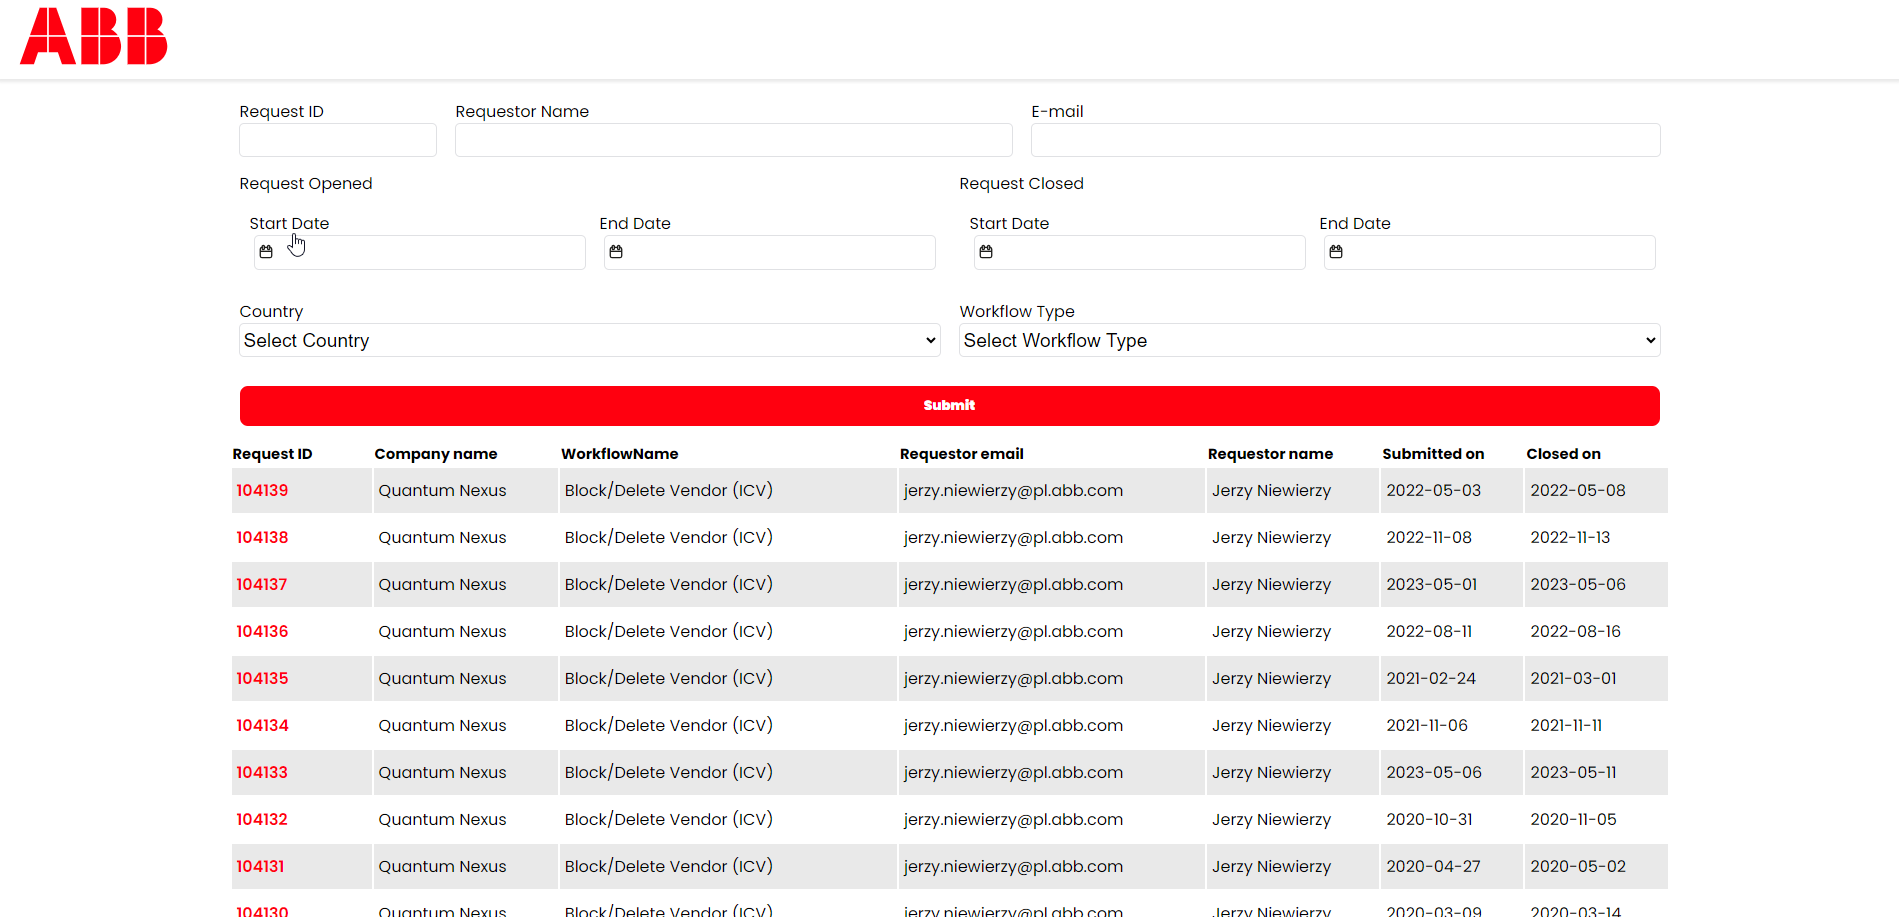 ABB
Request ID Requestor Name E-mail
Request Opened Request Closed
Start Date End Date Start Date End Date
Country Workflow Type
Select Country Select Workflow Type
Submit
Request ID Company name WorkflowName Requestor email Requestor name Submitted on Closed on
104139 Quantum Nexus Block/Delete Vendor (ICV) jerzy.niewierzy@pl.abb.com Jerzy Niewierzy 2022-05-03 2022-05-08
104138 Quantum Nexus Block/Delete Vendor (ICV) jerzy.niewierzy@pl.abb.com Jerzy Niewierzy 2022-11-08 2022-11-13
104137 Quantum Nexus Block/Delete Vendor (ICV) jerzy.niewierzy@pl.abb.com Jerzy Niewierzy 2023-05-01 2023-05-06
104136 Quantum Nexus Block/Delete Vendor (ICV) jerzy.niewierzy@pl.abb.com Jerzy Niewierzy 2022-08-11 2022-08-16
104135 Quantum Nexus Block/Delete Vendor (ICV) jerzy.niewierzy@pl.abb.com Jerzy Niewierzy 2021-02-24 2021-03-01
104134 Quantum Nexus Block/Delete Vendor (ICV) jerzy.niewierzy@pl.abb.com Jerzy Niewierzy 2021-11-06 2021-11-11
104133 Quantum Nexus Block/Delete Vendor (ICV) jerzy.niewierzy@pl.abb.com Jerzy Niewierzy 2023-05-06 2023-05-11
104132 Quantum Nexus Block/Delete Vendor (ICV) jerzy.niewierzy@pl.abb.com Jerzy Niewierzy 2020-10-31 2020-11-05
104131 Quantum Nexus Block/Delete Vendor (ICV) jerzy.niewierzy@pl.abb.com Jerzy Niewierzy 2020-04-27 2020-05-02
104130 Quantum Nexus Block/Delete Vendor (ICV) jerzy.niewierzy@pl.abb.com Jerzy Niewierzy 2020-03-09 2020-03-14